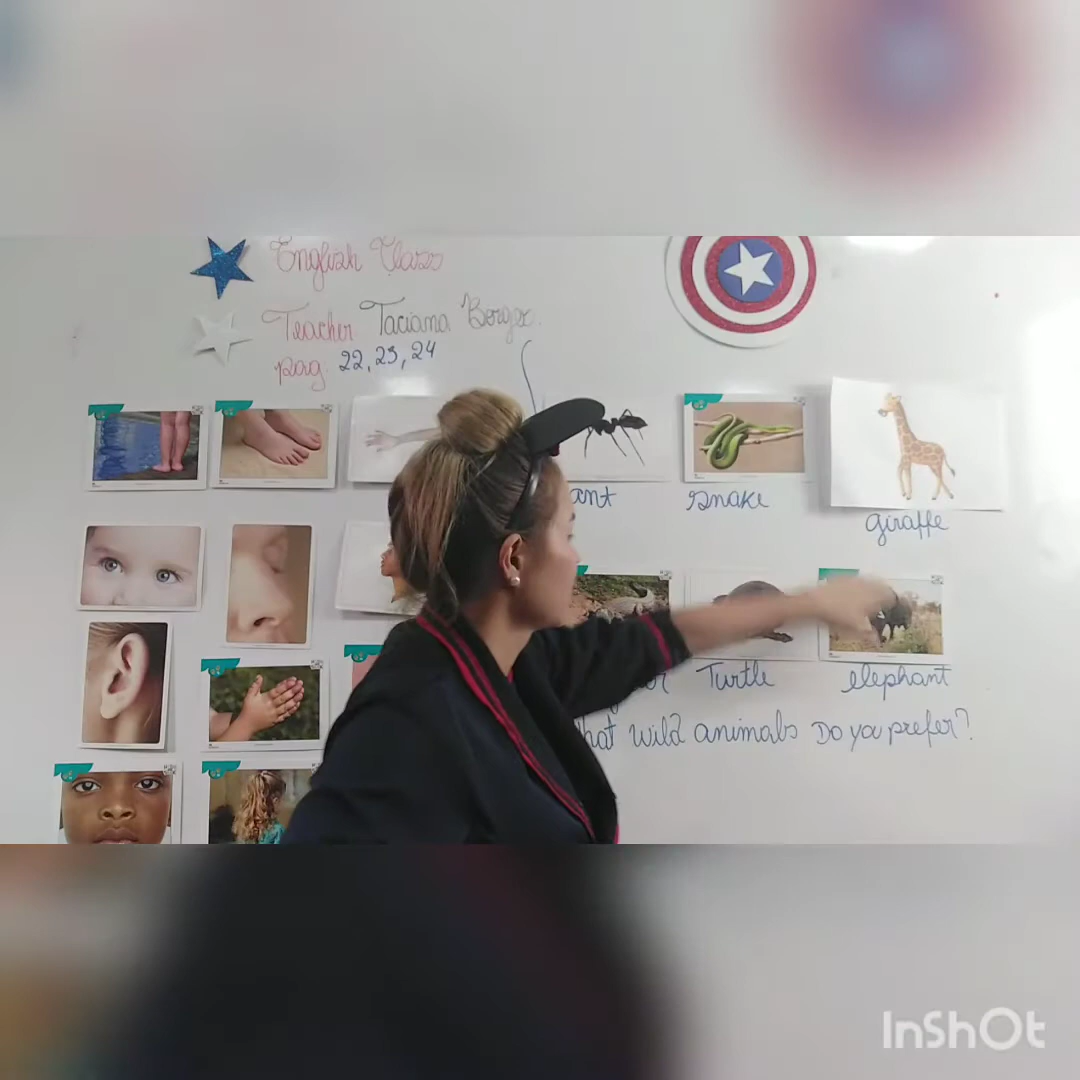 English Class
Teacher Taciana Borges.
pag. 22, 23, 24
ant snake
giraffe
Turtle elephant
wild animals Do you prefer?
InShOt